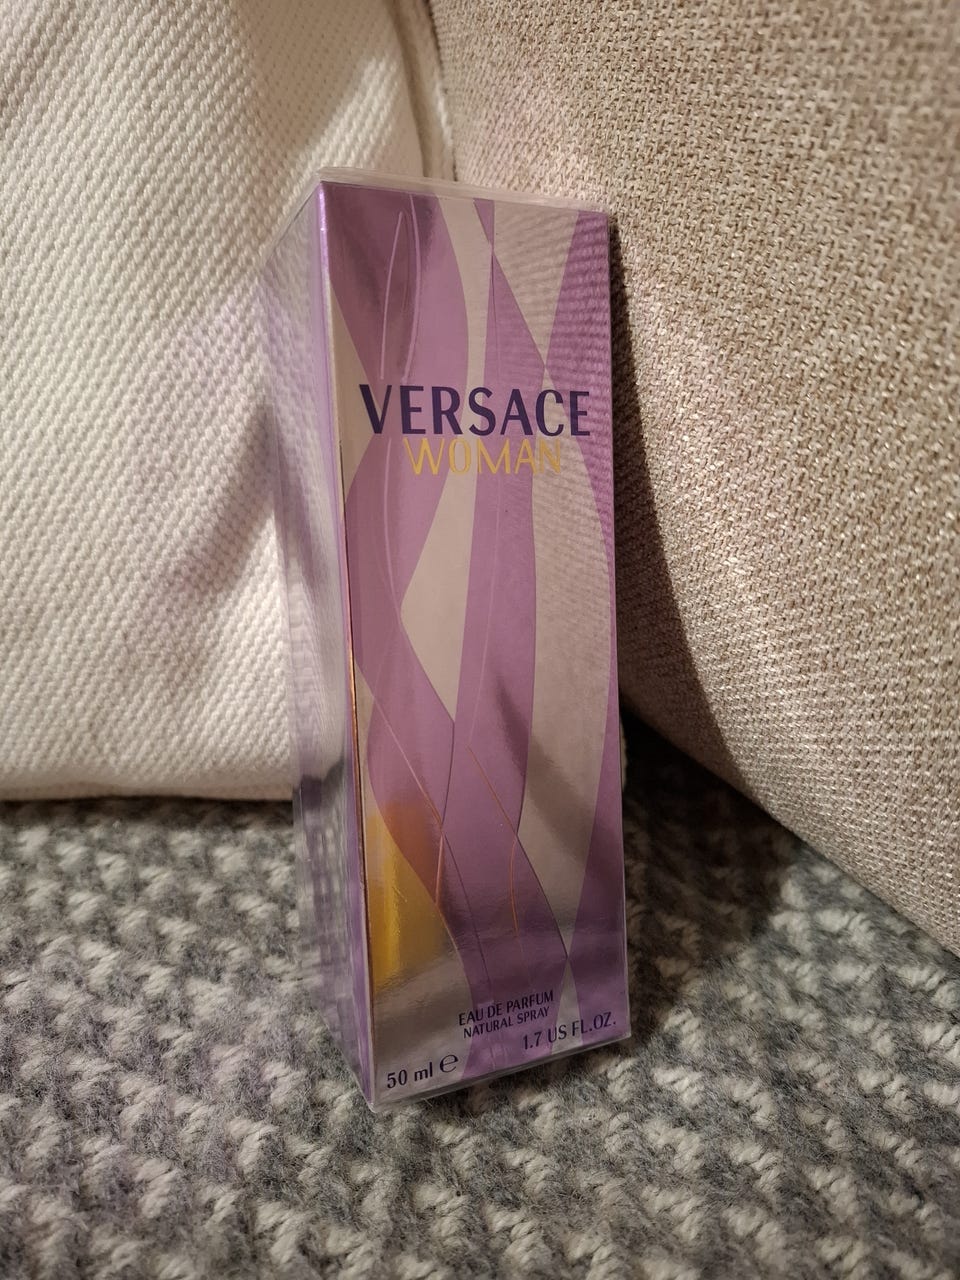 VERSACE
WOMAN
EAU DE PARFUM
NATURAL SPRAY
50 ml ℮ 1.7 US FL.OZ.